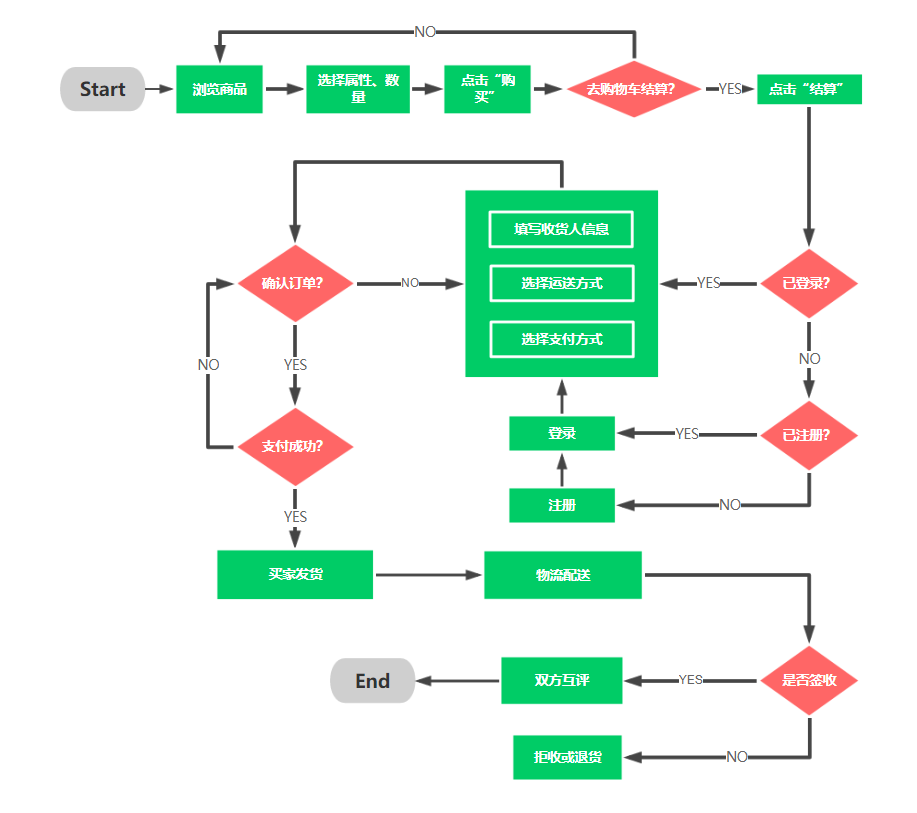 NO
Start
浏览商品
选择属性、数
量
点击“购
买”
去购物车结算？
YES
点击“结算”
填写收货人信息
确认订单？
NO
选择运送方式
YES
已登录？
选择支付方式
NO
YES
NO
登录
YES
已注册？
支付成功？
注册
NO
YES
买家发货
物流配送
End
双方互评
YES
是否签收
拒收或退货
NO